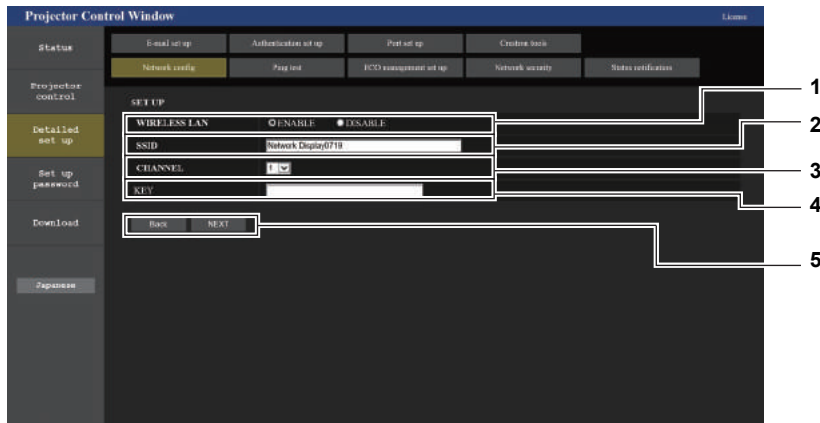 Projector Control Window
License
Status
E-mail set up
Authentication set up
Port set up
Crestron tools
Network config
Ping test
ECO management set up
Network security
Status notification
Projector
control
SET UP
WIRELESS LAN
ENABLE
DISABLE
1
Detailed
set up
SSID
Network Display0719
2
CHANNEL
1
3
Set up
password
KEY
4
Download
Back
NEXT
5
Japanese